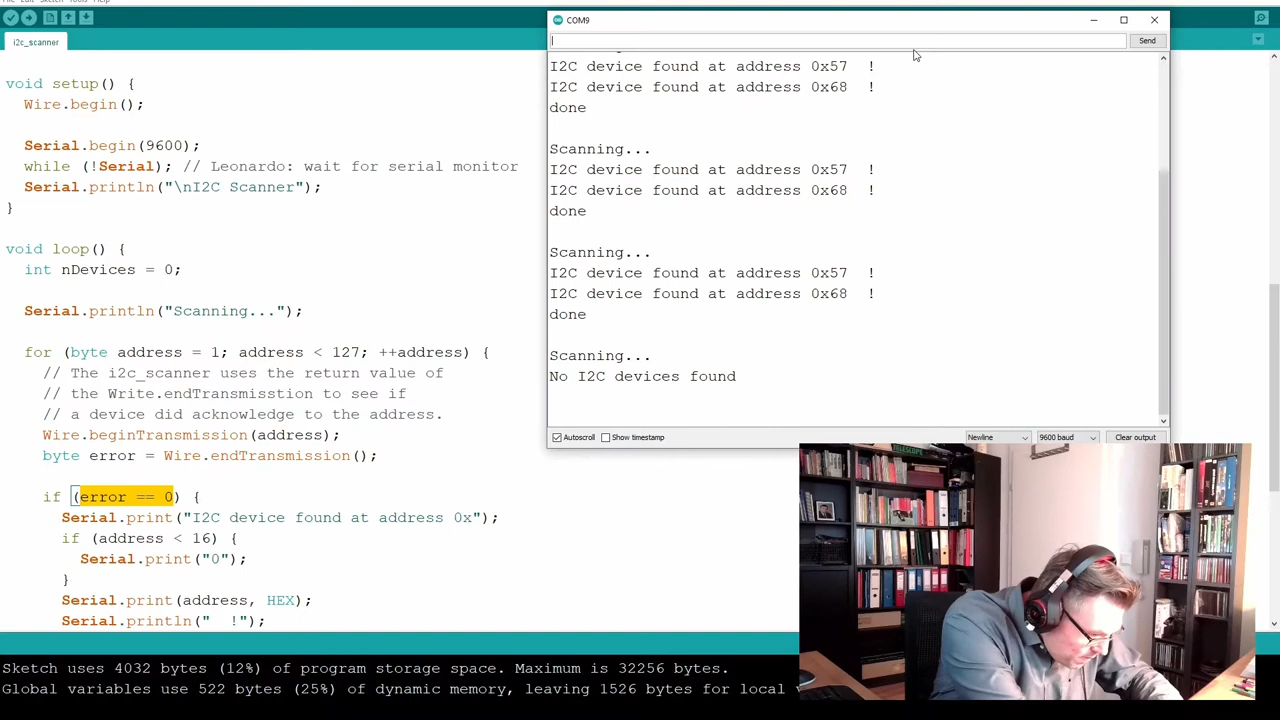 File Edit Sketch Tools Help
i2c_scanner
void setup() {
Wire.begin();
Serial.begin(9600);
while (!Serial); // Leonardo: wait for serial monitor
Serial.println("\nI2C Scanner");
}
void loop() {
int nDevices = 0;
Serial.println("Scanning...");
for (byte address = 1; address < 127; ++address) {
// The i2c_scanner uses the return value of
// the Write.endTransmisstion to see if
// a device did acknowledge to the address.
Wire.beginTransmission(address);
byte error = Wire.endTransmission();
if (error == 0) {
Serial.print("I2C device found at address 0x");
if (address < 16) {
Serial.print("0");
}
Serial.print(address, HEX);
Serial.println("  !");
Sketch uses 4032 bytes (12%) of program storage space. Maximum is 32256 bytes.
Global variables use 522 bytes (25%) of dynamic memory, leaving 1526 bytes for local v
COM9
Send
I2C device found at address 0x57  !
I2C device found at address 0x68  !
done
Scanning...
I2C device found at address 0x57  !
I2C device found at address 0x68  !
done
Scanning...
I2C device found at address 0x57  !
I2C device found at address 0x68  !
done
Scanning...
No I2C devices found
Autoscroll Show timestamp Newline 9600 baud Clear output